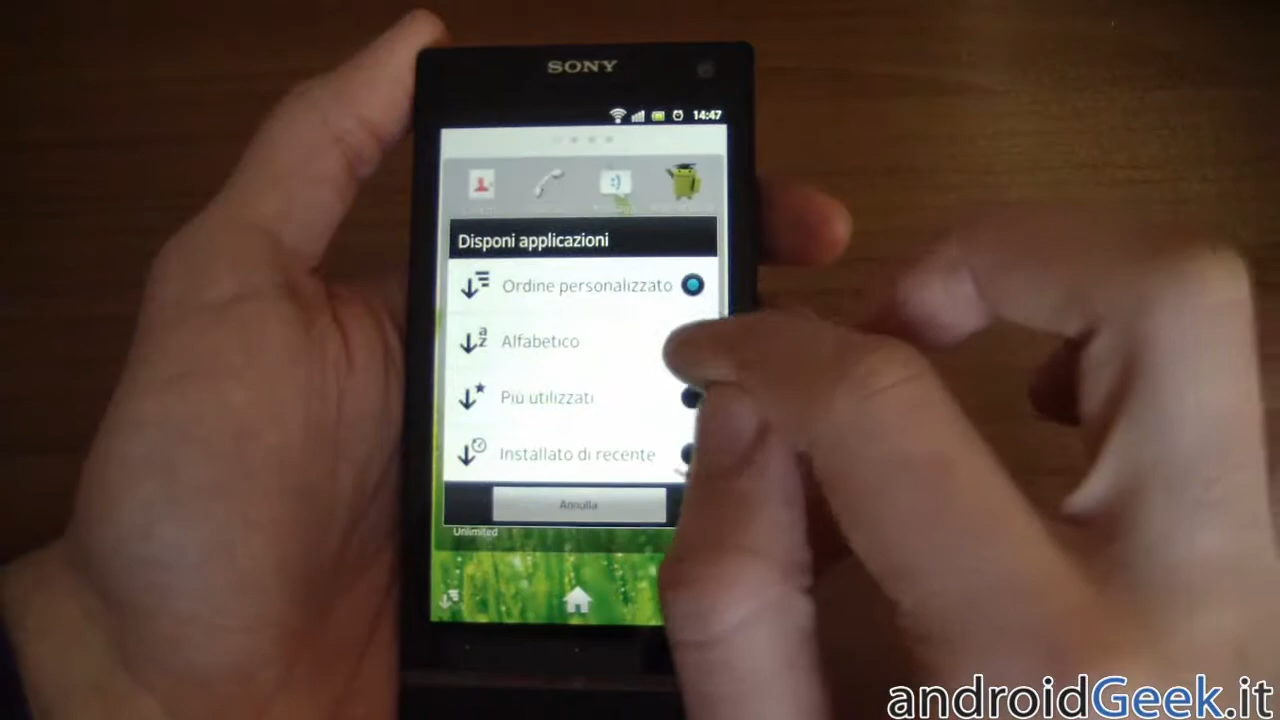 SONY
14:47
Disponi applicazioni
Ordine personalizzato
Alfabetico
Più utilizzati
Installato di recente
Annulla
Unlimited
androidGeek.it